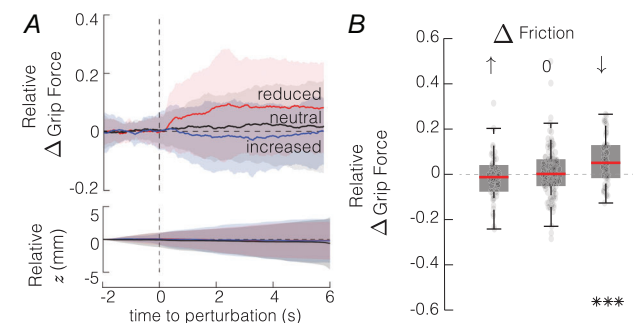 A
Relative
Δ Grip Force
0.4
0.2
0
-0.2
reduced
neutral
increased
Relative
z (mm)
5
0
-5
-2
0
2
4
6
time to perturbation (s)
B
Δ Friction
↑
0
↓
Relative
Δ Grip Force
0.6
0.4
0.2
0
-0.2
-0.4
-0.6
***